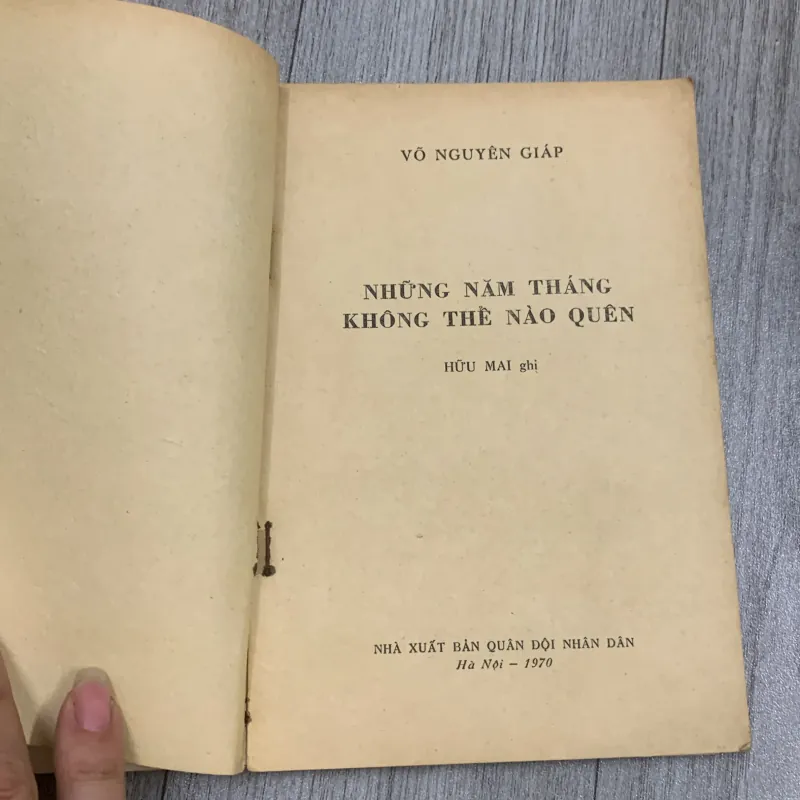 VÕ NGUYÊN GIÁP
NHỮNG NĂM THÁNG
KHÔNG THỂ NÀO QUÊN
HỮU MAI ghị
NHÀ XUẤT BẢN QUÂN ĐỘI NHÂN DÂN
Hà Nội – 1970